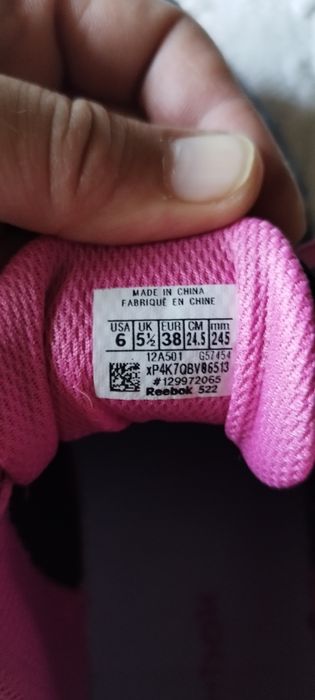 MADE IN CHINA
FABRIQUÉ EN CHINE
USA UK EUR CM mm
6 5½ 38 24.5 245
12A501 G57454
xP4K7QBV86513
#129972065
Reebok 522